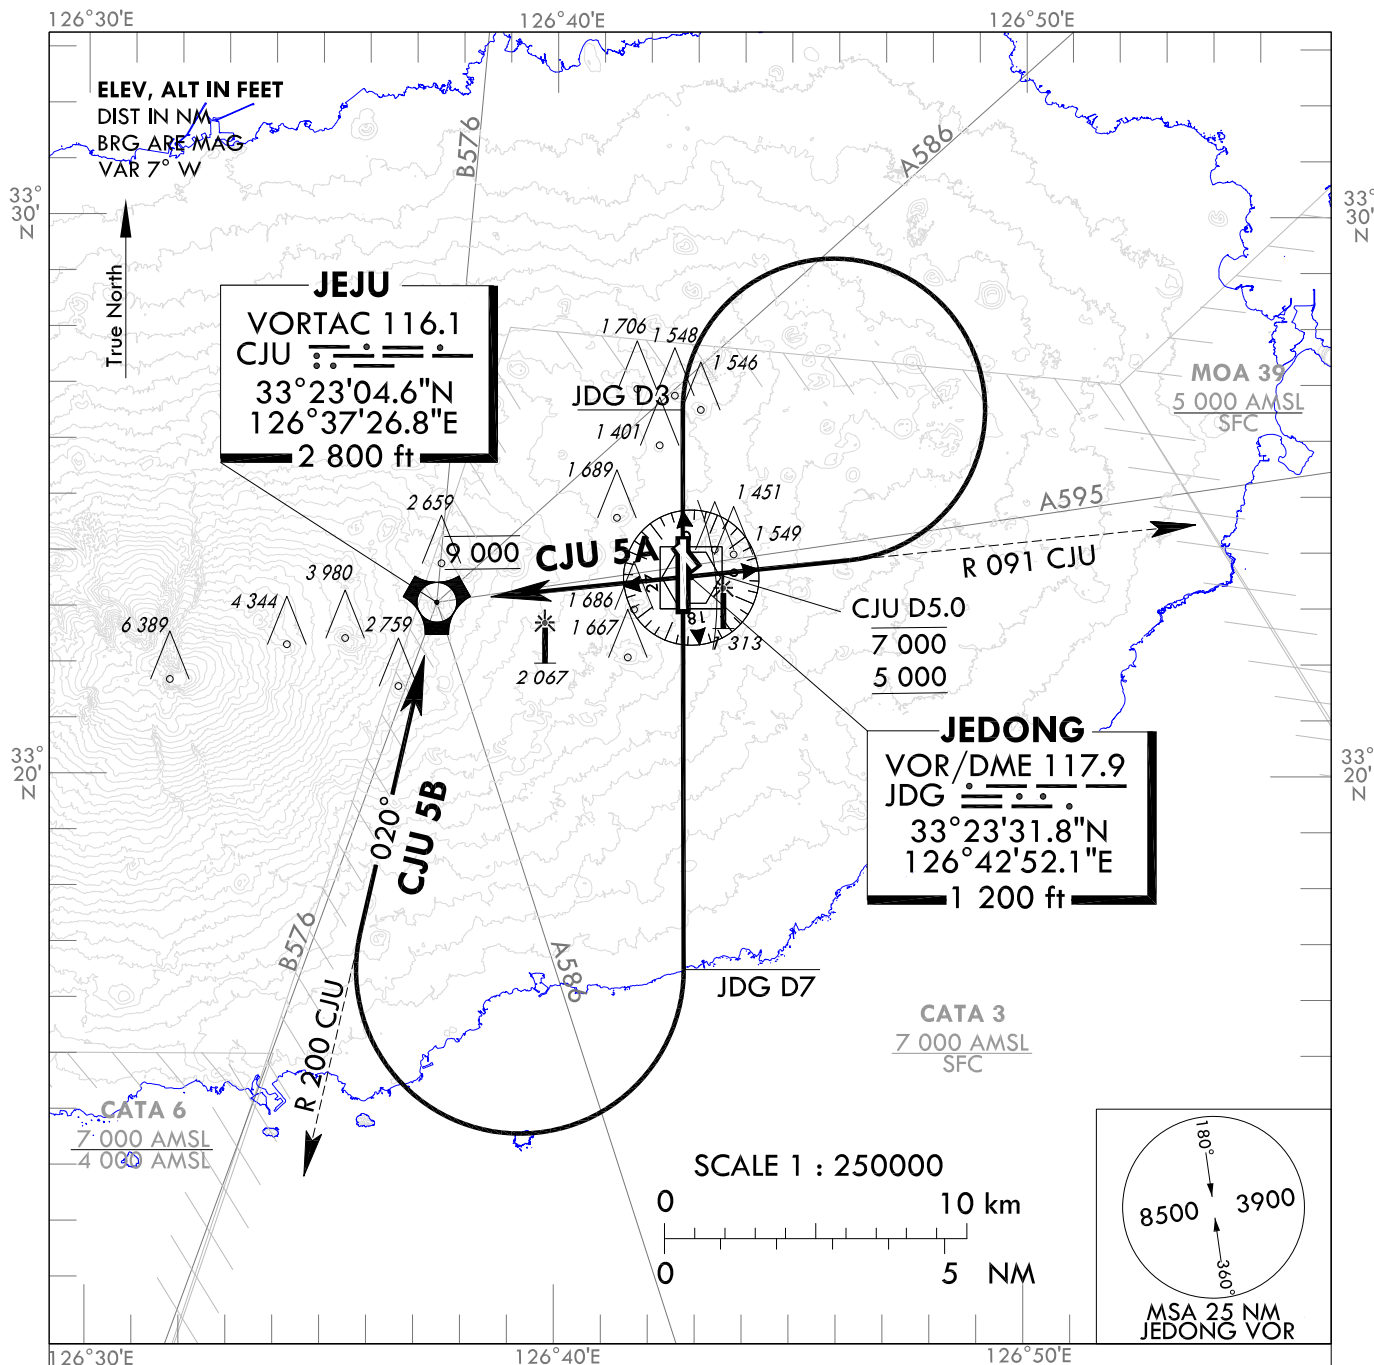 126°30'E
126°40'E
126°50'E
ELEV, ALT IN FEET
DIST IN NM
BRG ARE MAG
VAR 7° W
True North
33°
30'
N
33°
30'
N
B576
A586
JEJU
VORTAC 116.1
CJU
33°23'04.6"N
126°37'26.8"E
2 800 ft
1 706
1 548
1 546
JDG D3
1 401
1 689
1 451
1 549
MOA 39
5 000 AMSL
SFC
A595
2 659
9 000
CJU 5A
R 091 CJU
3 980
4 344
6 389
2 759
1 686
1 667
2 067
27
18
1 313
CJU D5.0
7 000
5 000
JEDONG
VOR/DME 117.9
JDG
33°23'31.8"N
126°42'52.1"E
1 200 ft
33°
20'
N
33°
20'
N
020°
CJU 5B
B576
A586
R 200 CJU
JDG D7
CATA 3
7 000 AMSL
SFC
CATA 6
7 000 AMSL
4 000 AMSL
SCALE 1 : 250000
0
10 km
0
5 NM
180°
8500
3900
360°
MSA 25 NM
JEDONG VOR
126°30'E
126°40'E
126°50'E